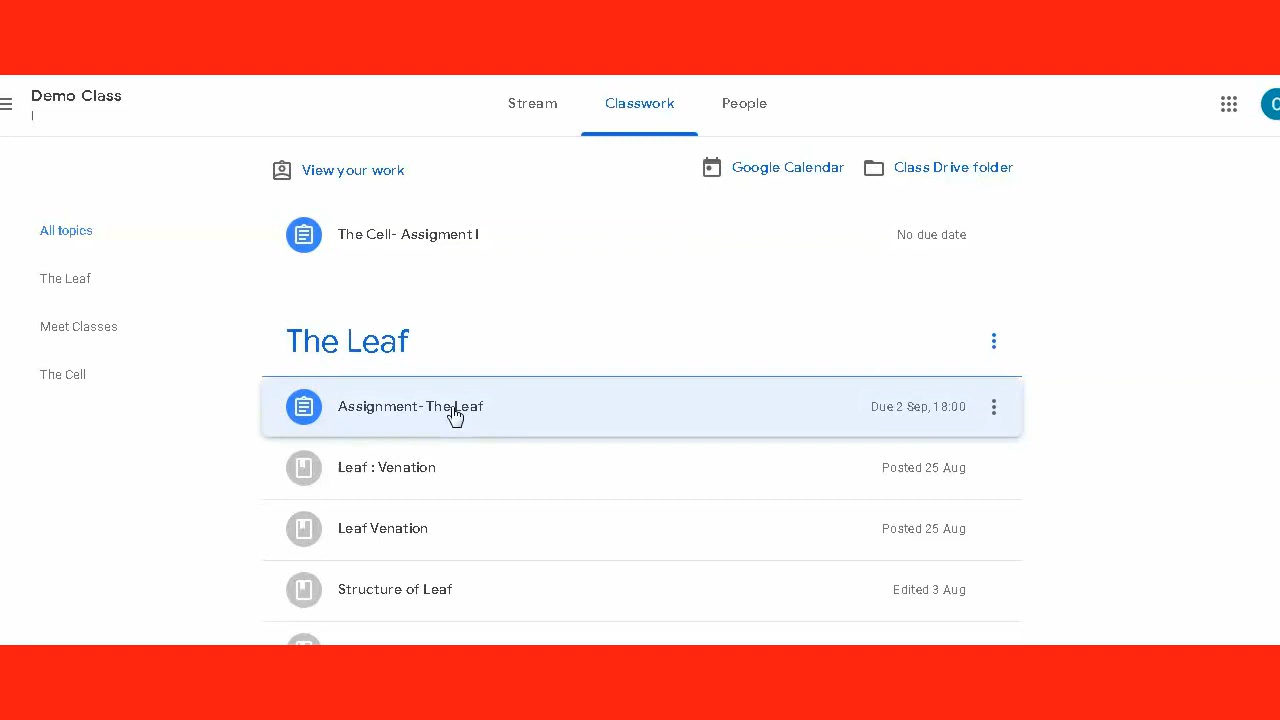 Demo Class
I
Stream
Classwork
People
View your work
Google Calendar
Class Drive folder
All topics
The Leaf
Meet Classes
The Cell
The Cell- Assigment I
No due date
The Leaf
Assignment- The Leaf
Due 2 Sep, 18:00
Leaf : Venation
Posted 25 Aug
Leaf Venation
Posted 25 Aug
Structure of Leaf
Edited 3 Aug